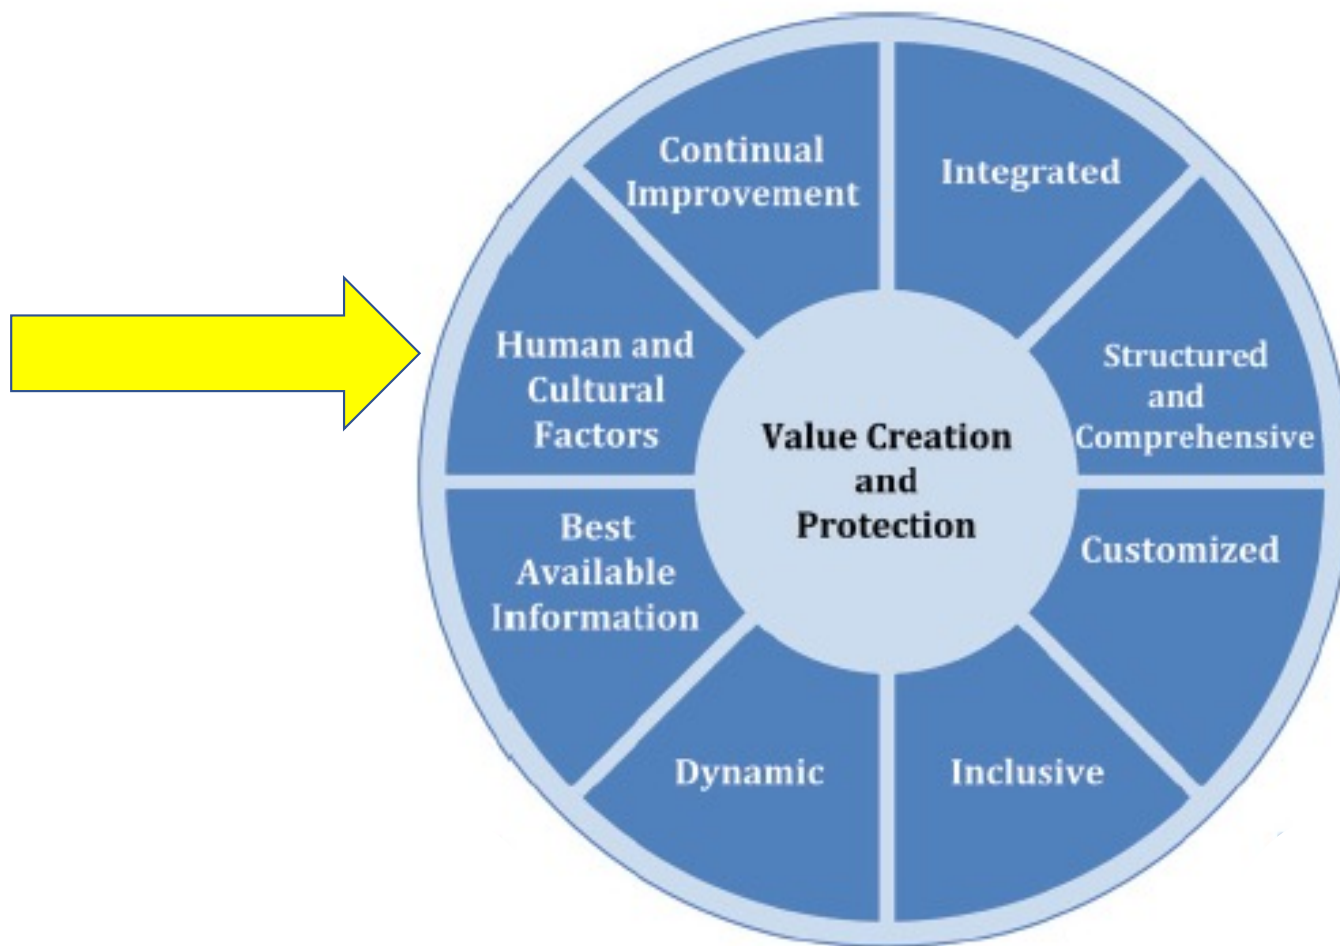 Continual
Improvement
Integrated
Structured
and
Comprehensive
Customized
Inclusive
Dynamic
Best
Available
Information
Human and
Cultural
Factors
Value Creation
and
Protection